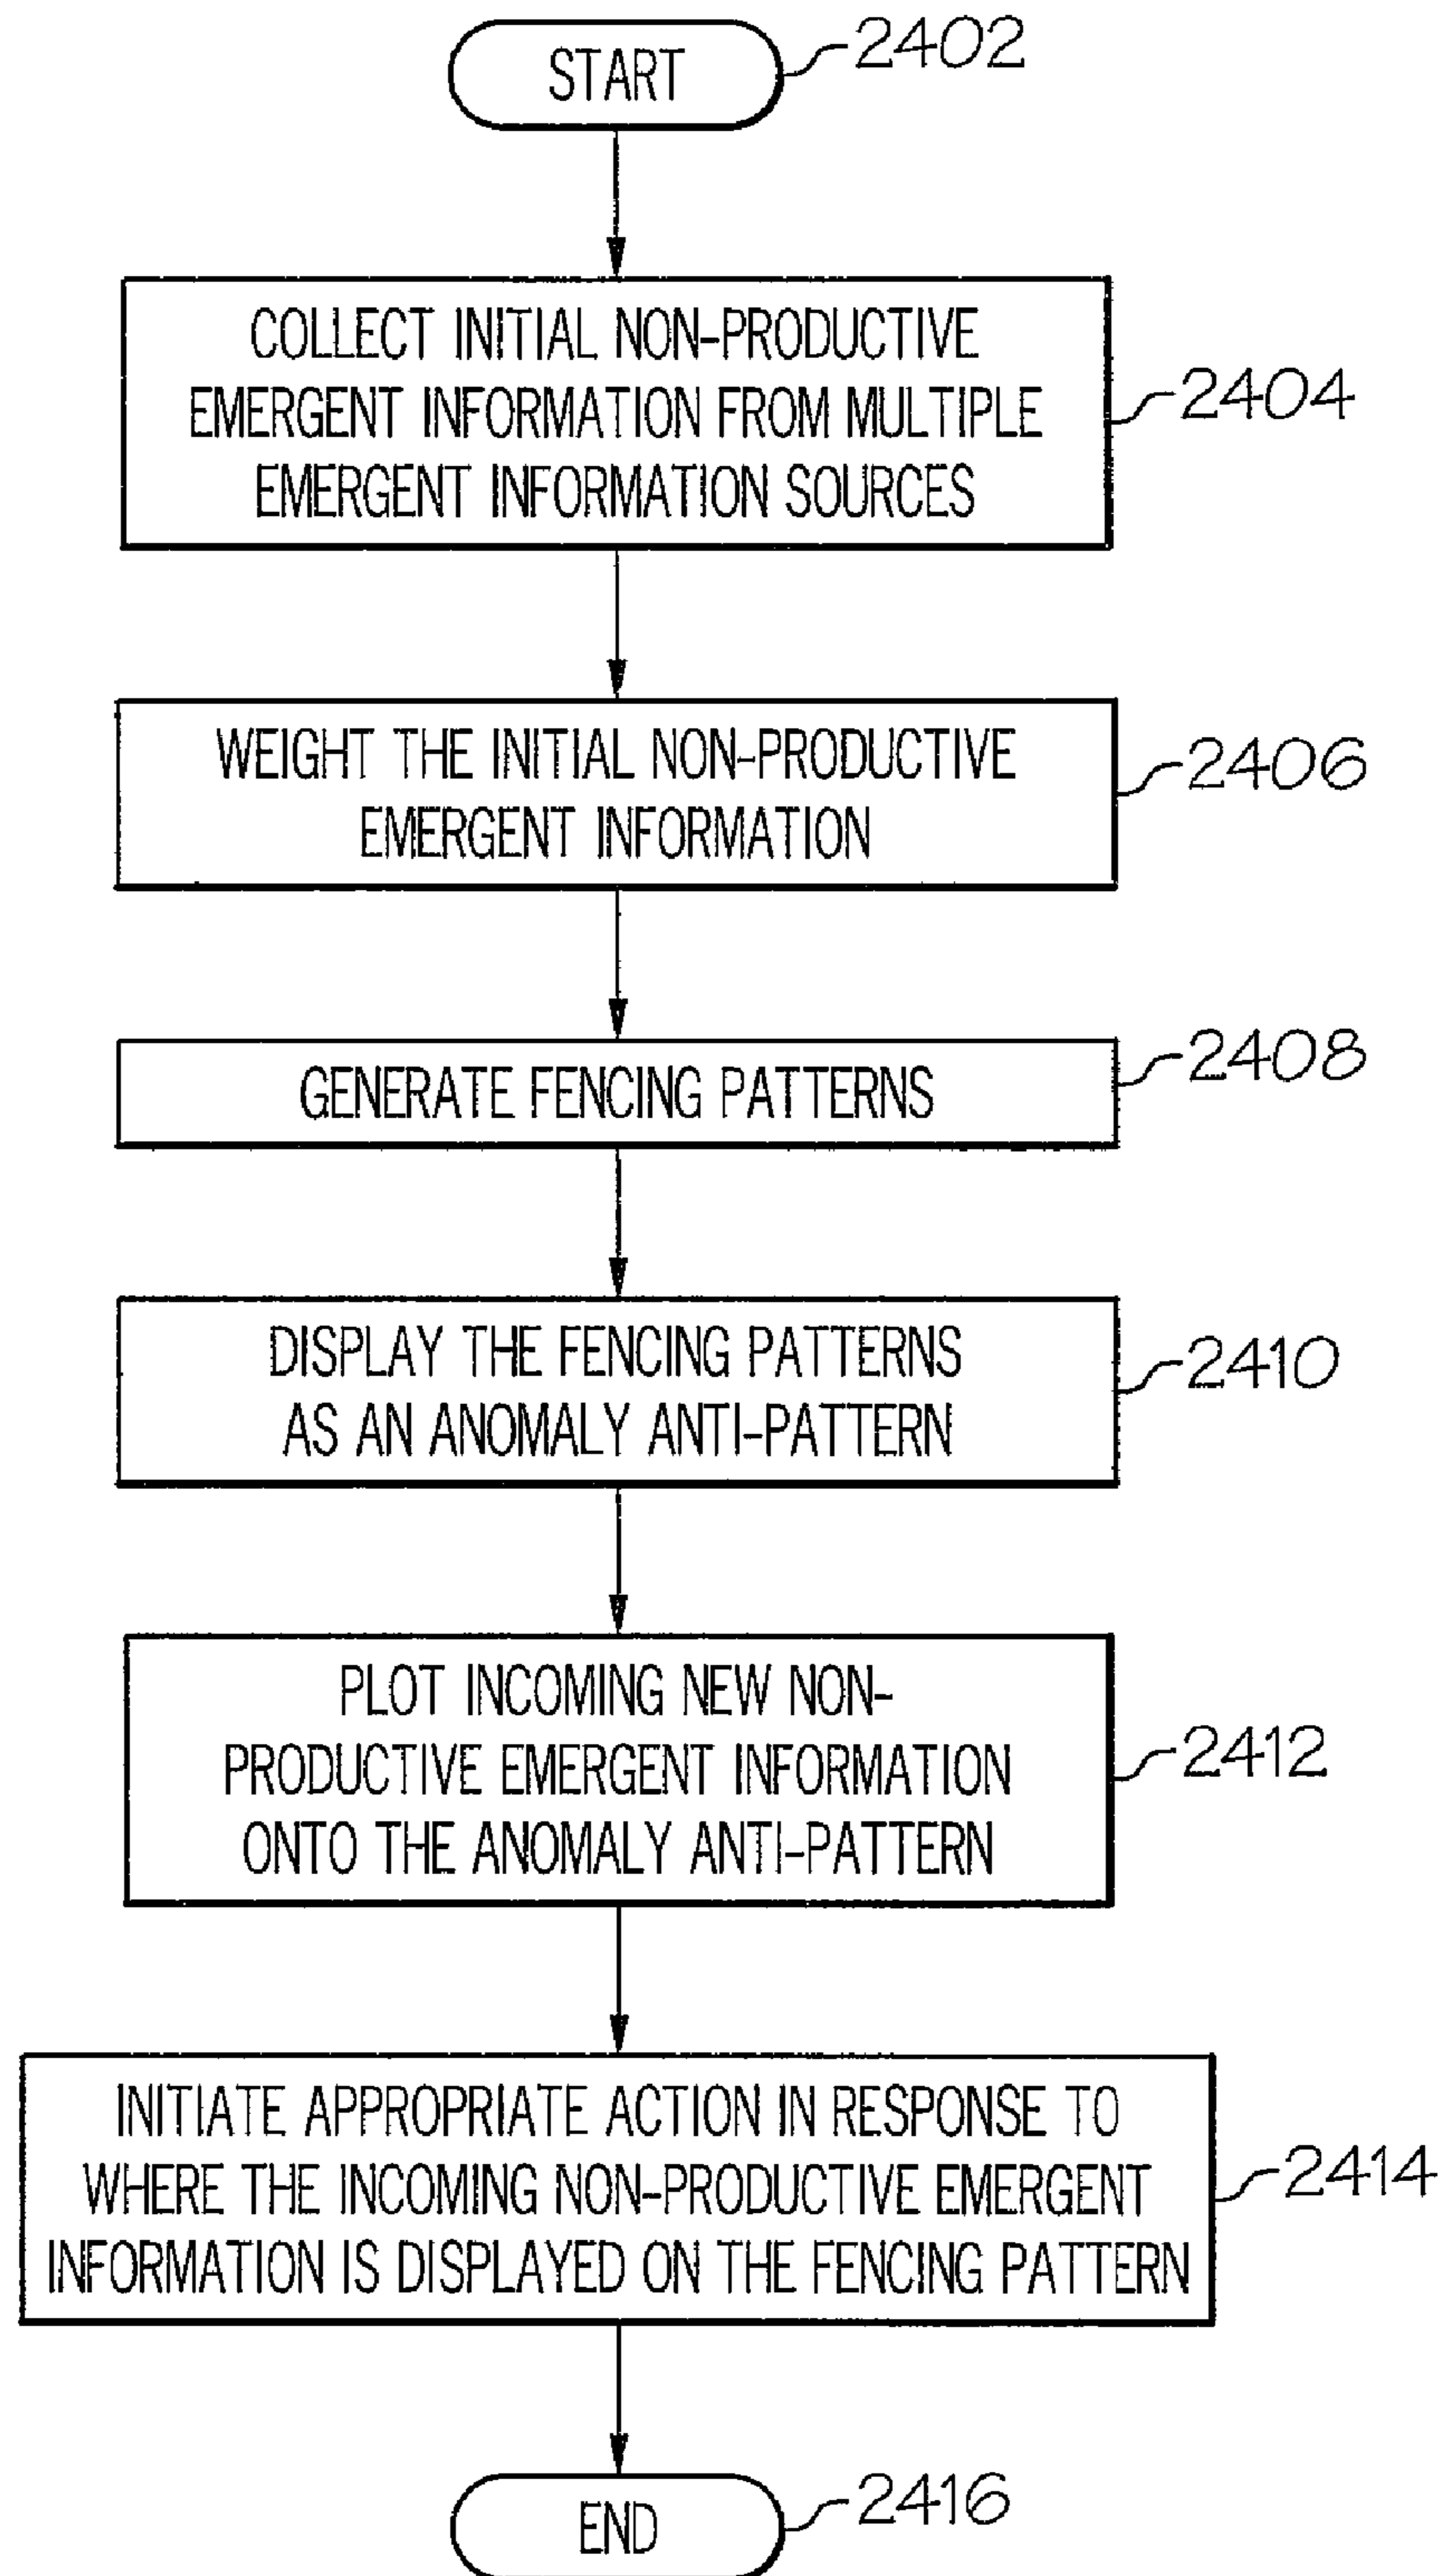 START
2402
COLLECT INITIAL NON-PRODUCTIVE
EMERGENT INFORMATION FROM MULTIPLE
EMERGENT INFORMATION SOURCES
2404
WEIGHT THE INITIAL NON-PRODUCTIVE
EMERGENT INFORMATION
2406
GENERATE FENCING PATTERNS
2408
DISPLAY THE FENCING PATTERNS
AS AN ANOMALY ANTI-PATTERN
2410
PLOT INCOMING NEW NON-
PRODUCTIVE EMERGENT INFORMATION
ONTO THE ANOMALY ANTI-PATTERN
2412
INITIATE APPROPRIATE ACTION IN RESPONSE TO
WHERE THE INCOMING NON-PRODUCTIVE EMERGENT
INFORMATION IS DISPLAYED ON THE FENCING PATTERN
2414
END
2416